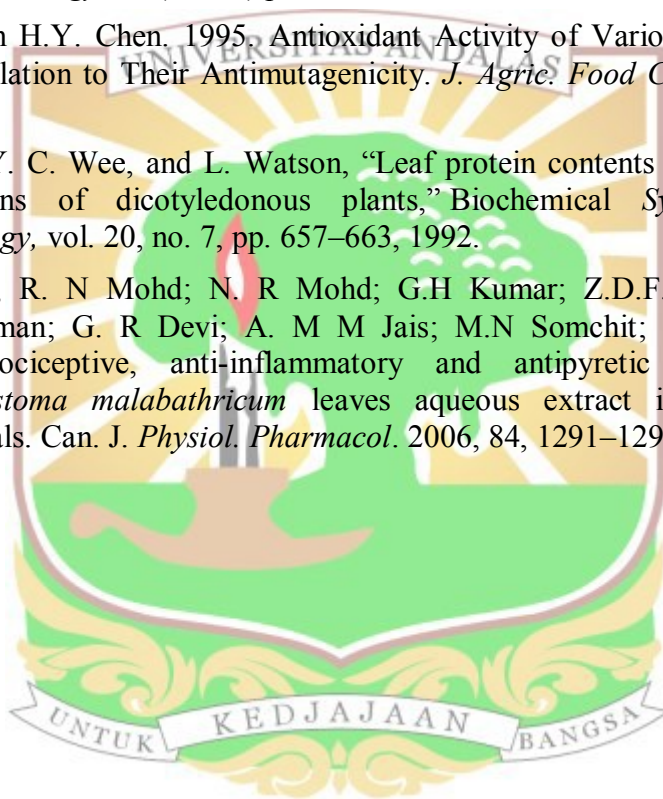 n H.Y. Chen. 1995. Antioxidant Activity of Vario
UNIVERSITAS ANDALAS
lation to Their Antimutagenicity. J. Agric. Food C
Y. C. Wee, and L. Watson, “Leaf protein contents
ns of dicotyledonous plants,” Biochemical Sy
gy, vol. 20, no. 7, pp. 657–663, 1992.
. R. N Mohd; N. R Mohd; G.H Kumar; Z.D.F.
man; G. R Devi; A. M M Jais; M.N Somchit;
ociceptive, anti-inflammatory and antipyretic
stoma malabathricum leaves aqueous extract i
als. Can. J. Physiol. Pharmacol. 2006, 84, 1291–129
UNTUK KEDJAJAAN BANGSA